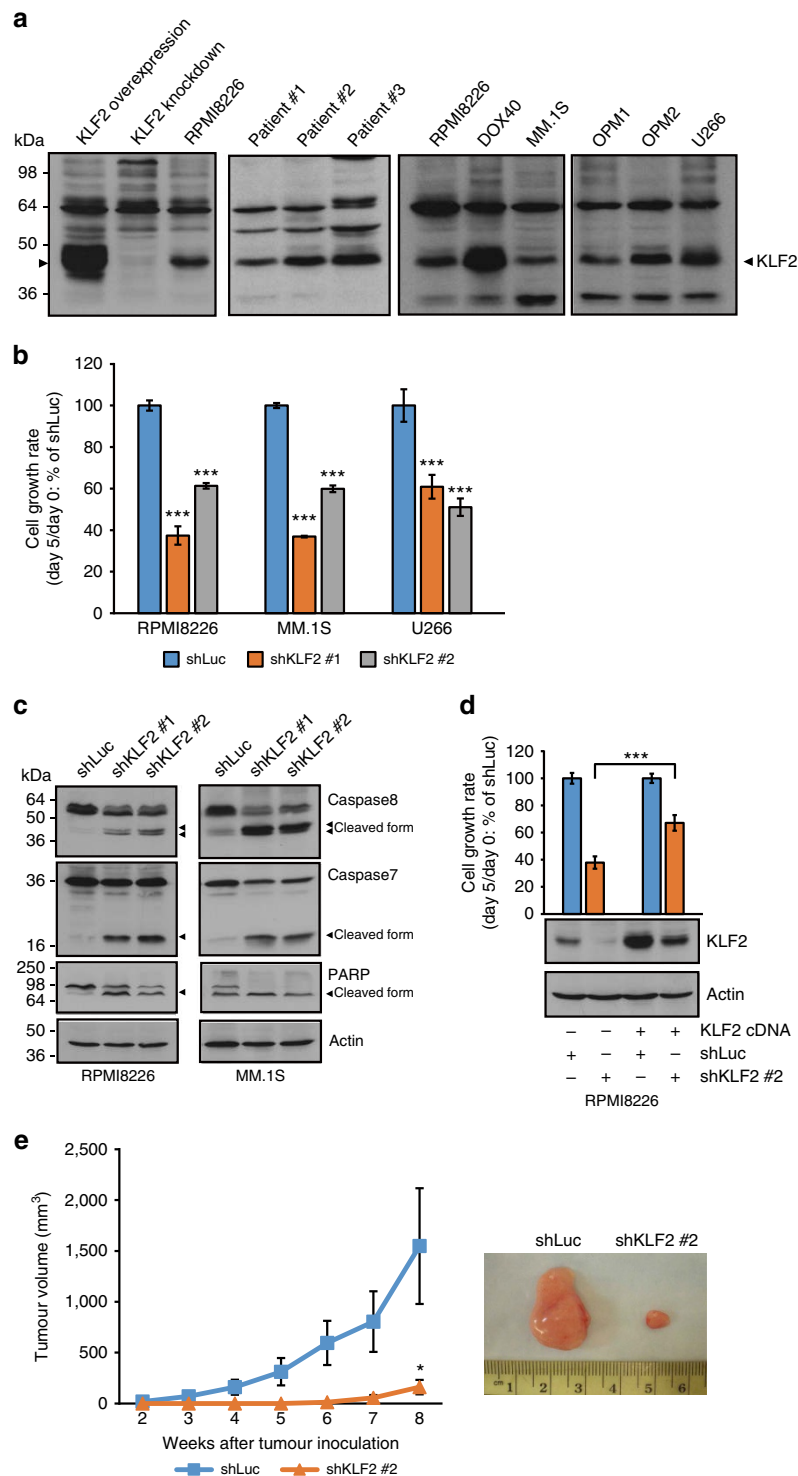 a
KLF2 overexpression
KLF2 knockdown
RPMI8226
Patient #1
Patient #2
Patient #3
RPMI8226
DOX40
MM.1S
OPM1
OPM2
U266
kDa
98
64
50
36
KLF2
b
Cell growth rate
(day 5/day 0: % of shLuc)
120
100
80
60
40
20
0
***
***
***
***
***
***
RPMI8226
MM.1S
U266
shLuc
shKLF2 #1
shKLF2 #2
c
shLuc
shKLF2 #1
shKLF2 #2
shLuc
shKLF2 #1
shKLF2 #2
kDa
64
50
36
Caspase8
Cleaved form
36
16
Caspase7
Cleaved form
250
98
64
PARP
Cleaved form
50
36
Actin
RPMI8226
MM.1S
d
Cell growth rate
(day 5/day 0: % of shLuc)
120
100
80
60
40
20
0
***
KLF2
Actin
– – + + KLF2 cDNA
+ – + – shLuc
– + – + shKLF2 #2
RPMI8226
e
Tumour volume (mm³)
2,500
2,000
1,500
1,000
500
0
*
2 3 4 5 6 7 8
Weeks after tumour inoculation
shLuc
shKLF2 #2
shLuc
shKLF2 #2
cm 1 2 3 4 5 6